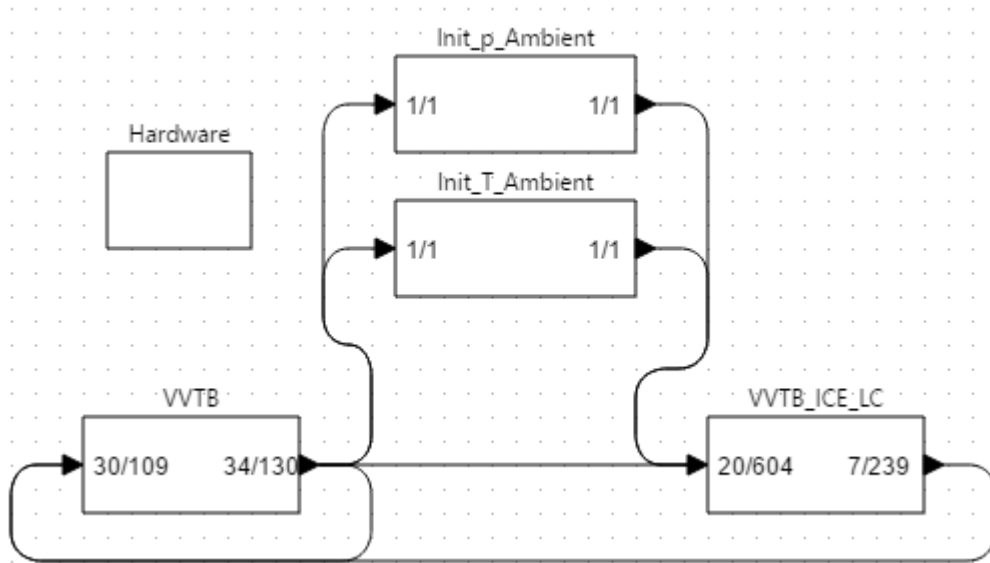 Init_p_Ambient
1/1 1/1
Hardware
Init_T_Ambient
1/1 1/1
VVTB
30/109 34/130
VVTB_ICE_LC
20/604 7/239